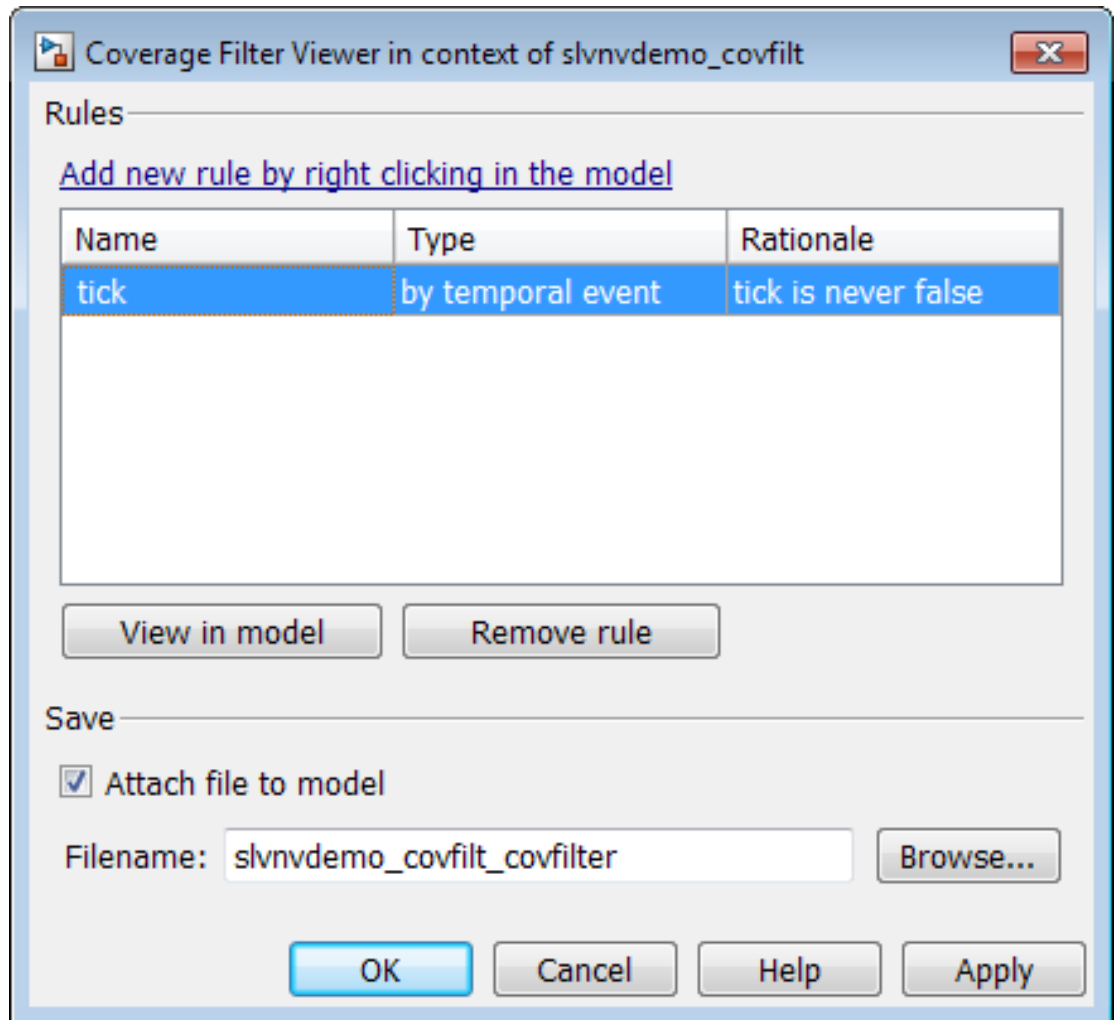 Coverage Filter Viewer in context of slvnvdemo_covfilt
Rules
Add new rule by right clicking in the model
Name Type Rationale
tick by temporal event tick is never false
View in model Remove rule
Save
Attach file to model
Filename: slvnvdemo_covfilt_covfilter Browse...
OK Cancel Help Apply